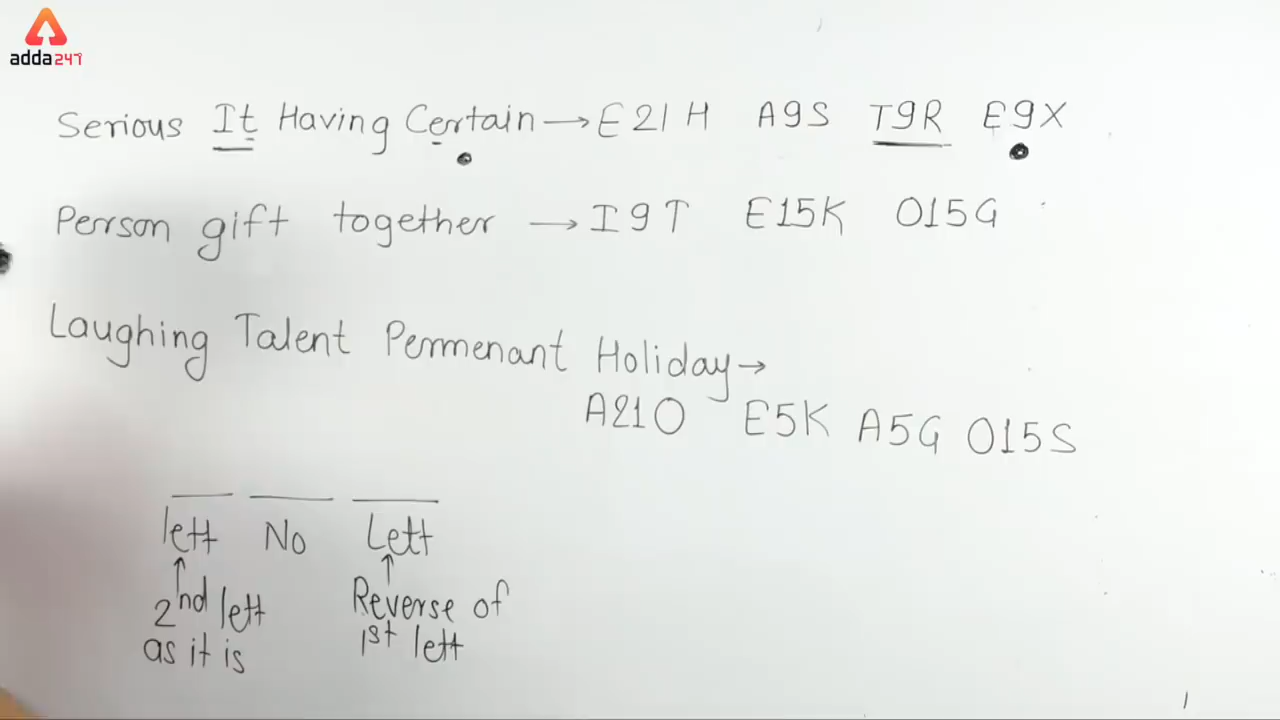 adda247
Serious It Having Certain → E21H A9S T9R E9X
Person gift together → I9T E15K O15G
Laughing Talent Permenant Holiday →
A21O E5K A5G O15S
lett No Lett
2nd lett Reverse of
as it is 1st lett